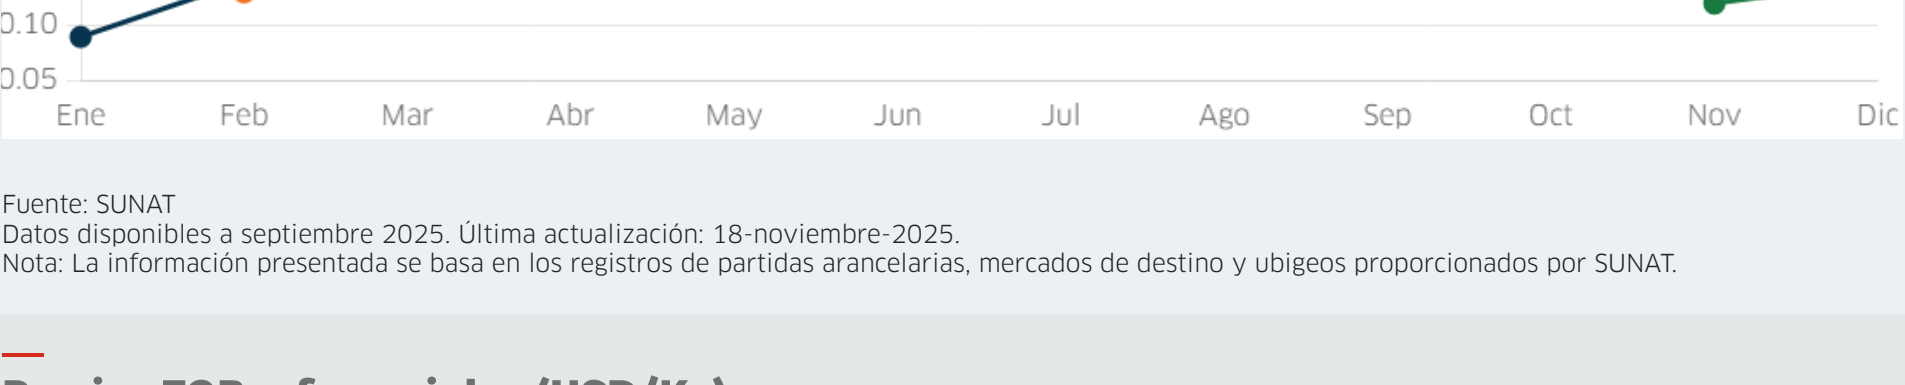 0.10
0.05
Ene Feb Mar Abr May Jun Jul Ago Sep Oct Nov Dic
Fuente: SUNAT
Datos disponibles a septiembre 2025. Última actualización: 18-noviembre-2025.
Nota: La información presentada se basa en los registros de partidas arancelarias, mercados de destino y ubigeos proporcionados por SUNAT.